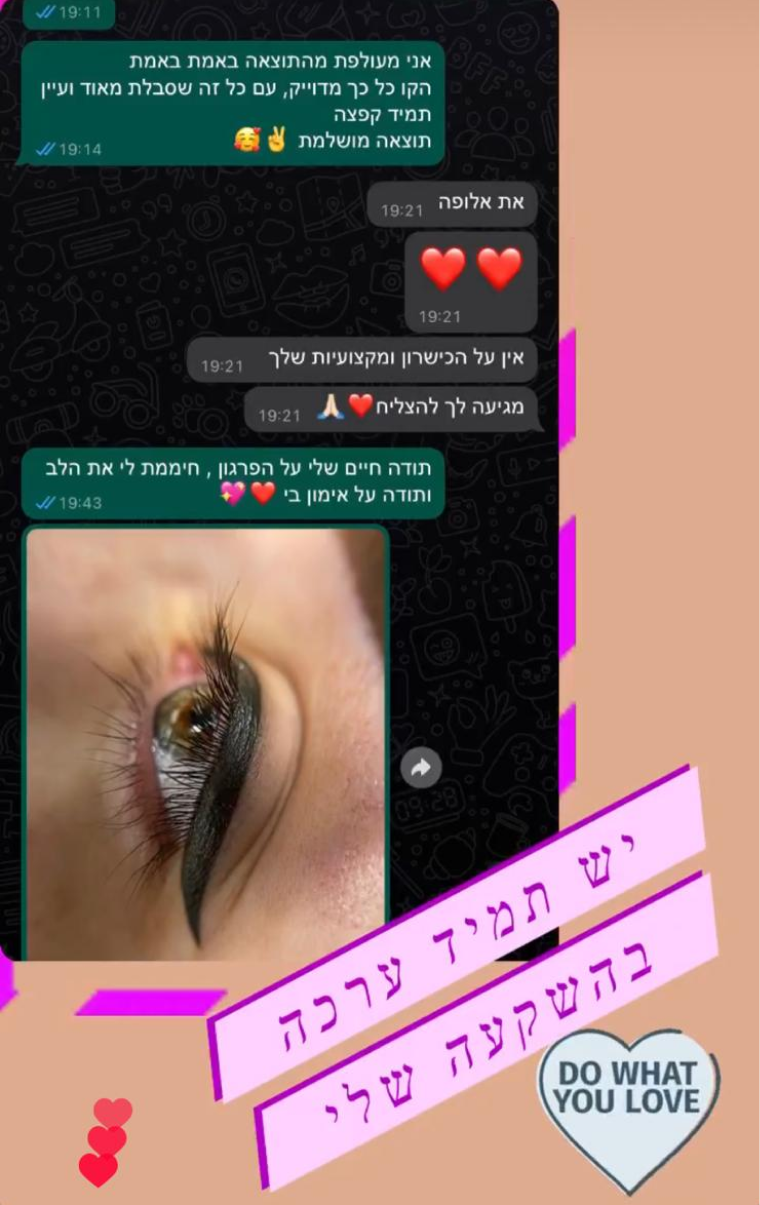 19:11
אני מעולפת מהתוצאה באמת באמת
הקו כל כך מדוייק, עם כל זה שסבלת מאוד ועיין
תמיד קפצה
תוצאה מושלמת ✌🏻🥰
19:14
את אלופה
19:21
❤️❤️
19:21
אין על הכישרון ומקצועיות שלך
19:21
מגיעה לך להצליח❤️🙏🏻
19:21
תודה חיים שלי על הפרגון , חיממת לי את הלב
ותודה על אימון בי ❤️💖
19:43
יש תמיד ערכה
בהשקעה שלי
DO WHAT
YOU LOVE